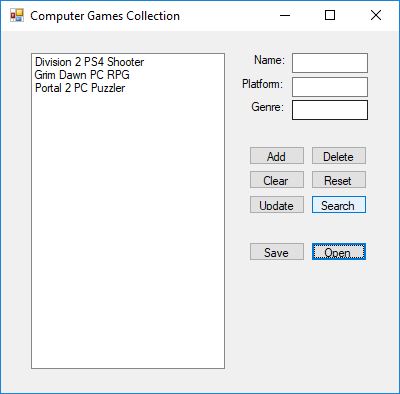 Computer Games Collection
Division 2 PS4 Shooter
Grim Dawn PC RPG
Portal 2 PC Puzzler
Name:
Platform:
Genre:
Add Delete
Clear Reset
Update Search
Save Open